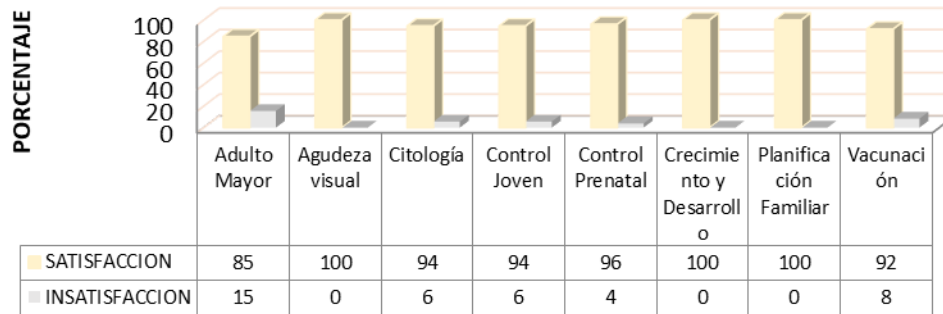 PORCENTAJE
100
80
60
40
20
0
Adulto Mayor
Agudeza visual
Citología
Control Joven
Control Prenatal
Crecimie nto y Desarroll o
Planifica ción Familiar
Vacunaci ón
SATISFACCION 85 100 94 94 96 100 100 92
INSATISFACCION 15 0 6 6 4 0 0 8